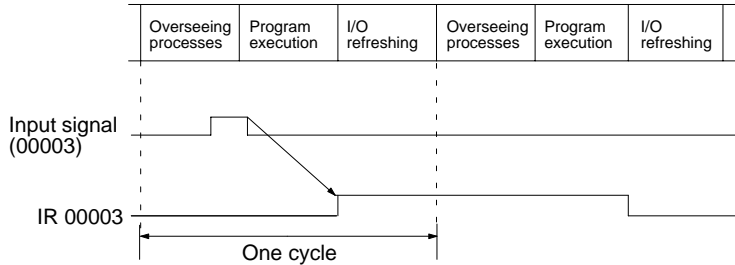 Overseeing processes
Program execution
I/O refreshing
Overseeing processes
Program execution
I/O refreshing
Input signal
(00003)
IR 00003
One cycle